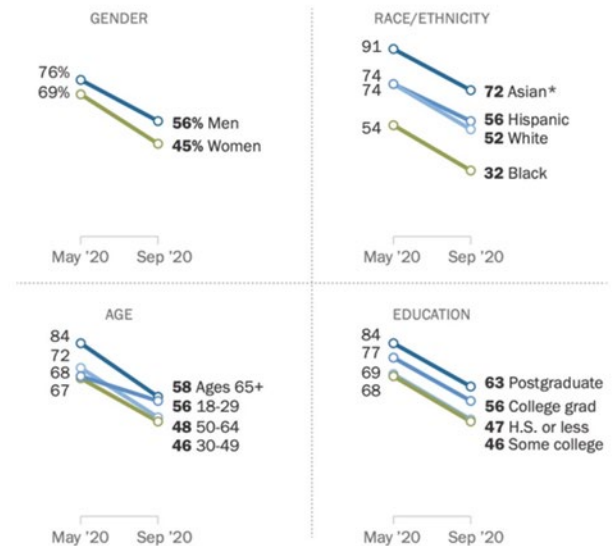 GENDER
76%
69%
56% Men
45% Women
May '20 Sep '20
RACE/ETHNICITY
91
74
74
54
72 Asian*
56 Hispanic
52 White
32 Black
May '20 Sep '20
AGE
84
72
68
67
58 Ages 65+
56 18-29
48 50-64
46 30-49
May '20 Sep '20
EDUCATION
84
77
69
68
63 Postgraduate
56 College grad
47 H.S. or less
46 Some college
May '20 Sep '20